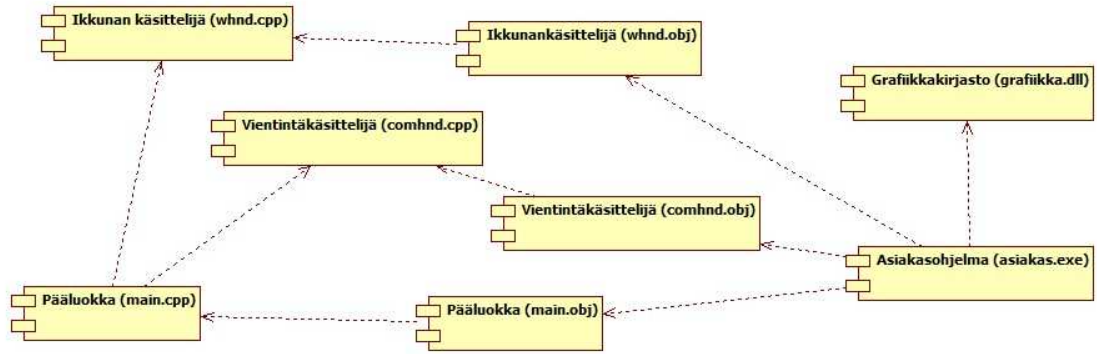 Ikkunan käsittelijä (whnd.cpp)
Ikkunankäsittelijä (whnd.obj)
Grafiikkakirjasto (grafiikka.dll)
Vientintäkäsittelijä (comhnd.cpp)
Vientintäkäsittelijä (comhnd.obj)
Asiakasohjelma (asiakas.exe)
Pääluokka (main.cpp)
Pääluokka (main.obj)